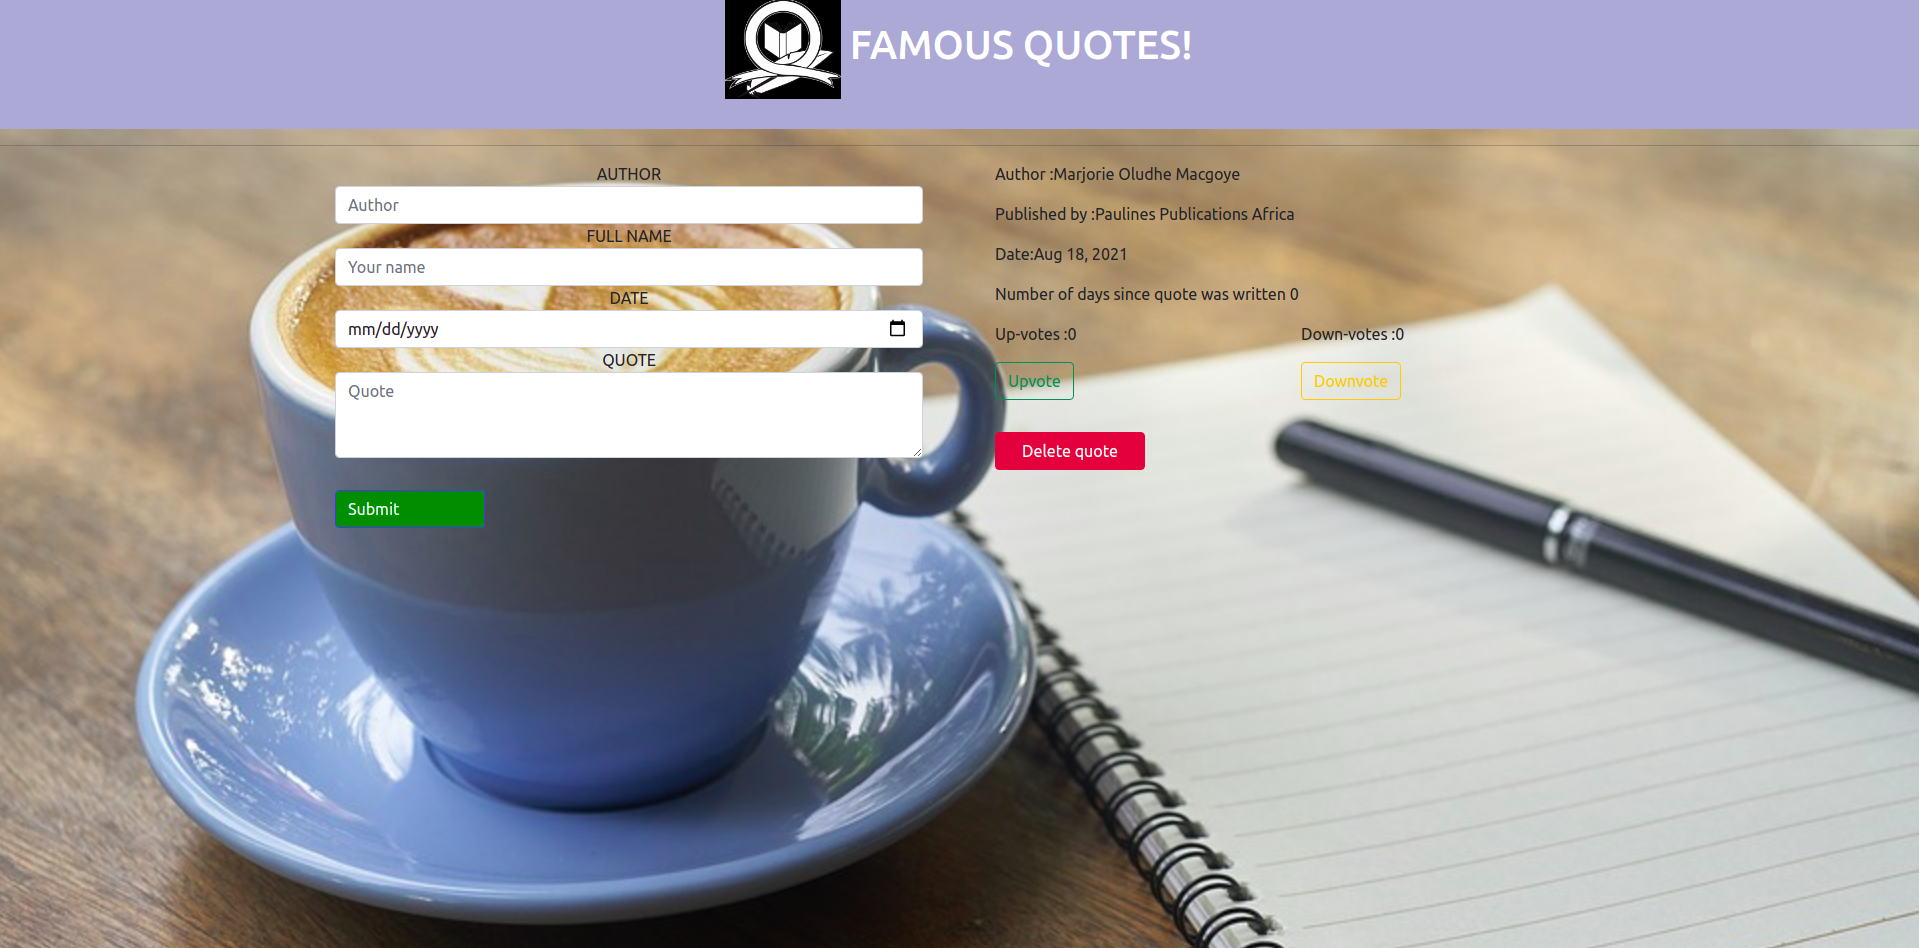 FAMOUS QUOTES!
AUTHOR
Author
FULL NAME
Your name
DATE
mm/dd/yyyy
QUOTE
Quote
Submit
Author :Marjorie Oludhe Macgoye
Published by :Paulines Publications Africa
Date:Aug 18, 2021
Number of days since quote was written 0
Up-votes :0 Down-votes :0
Upvote Downvote
Delete quote